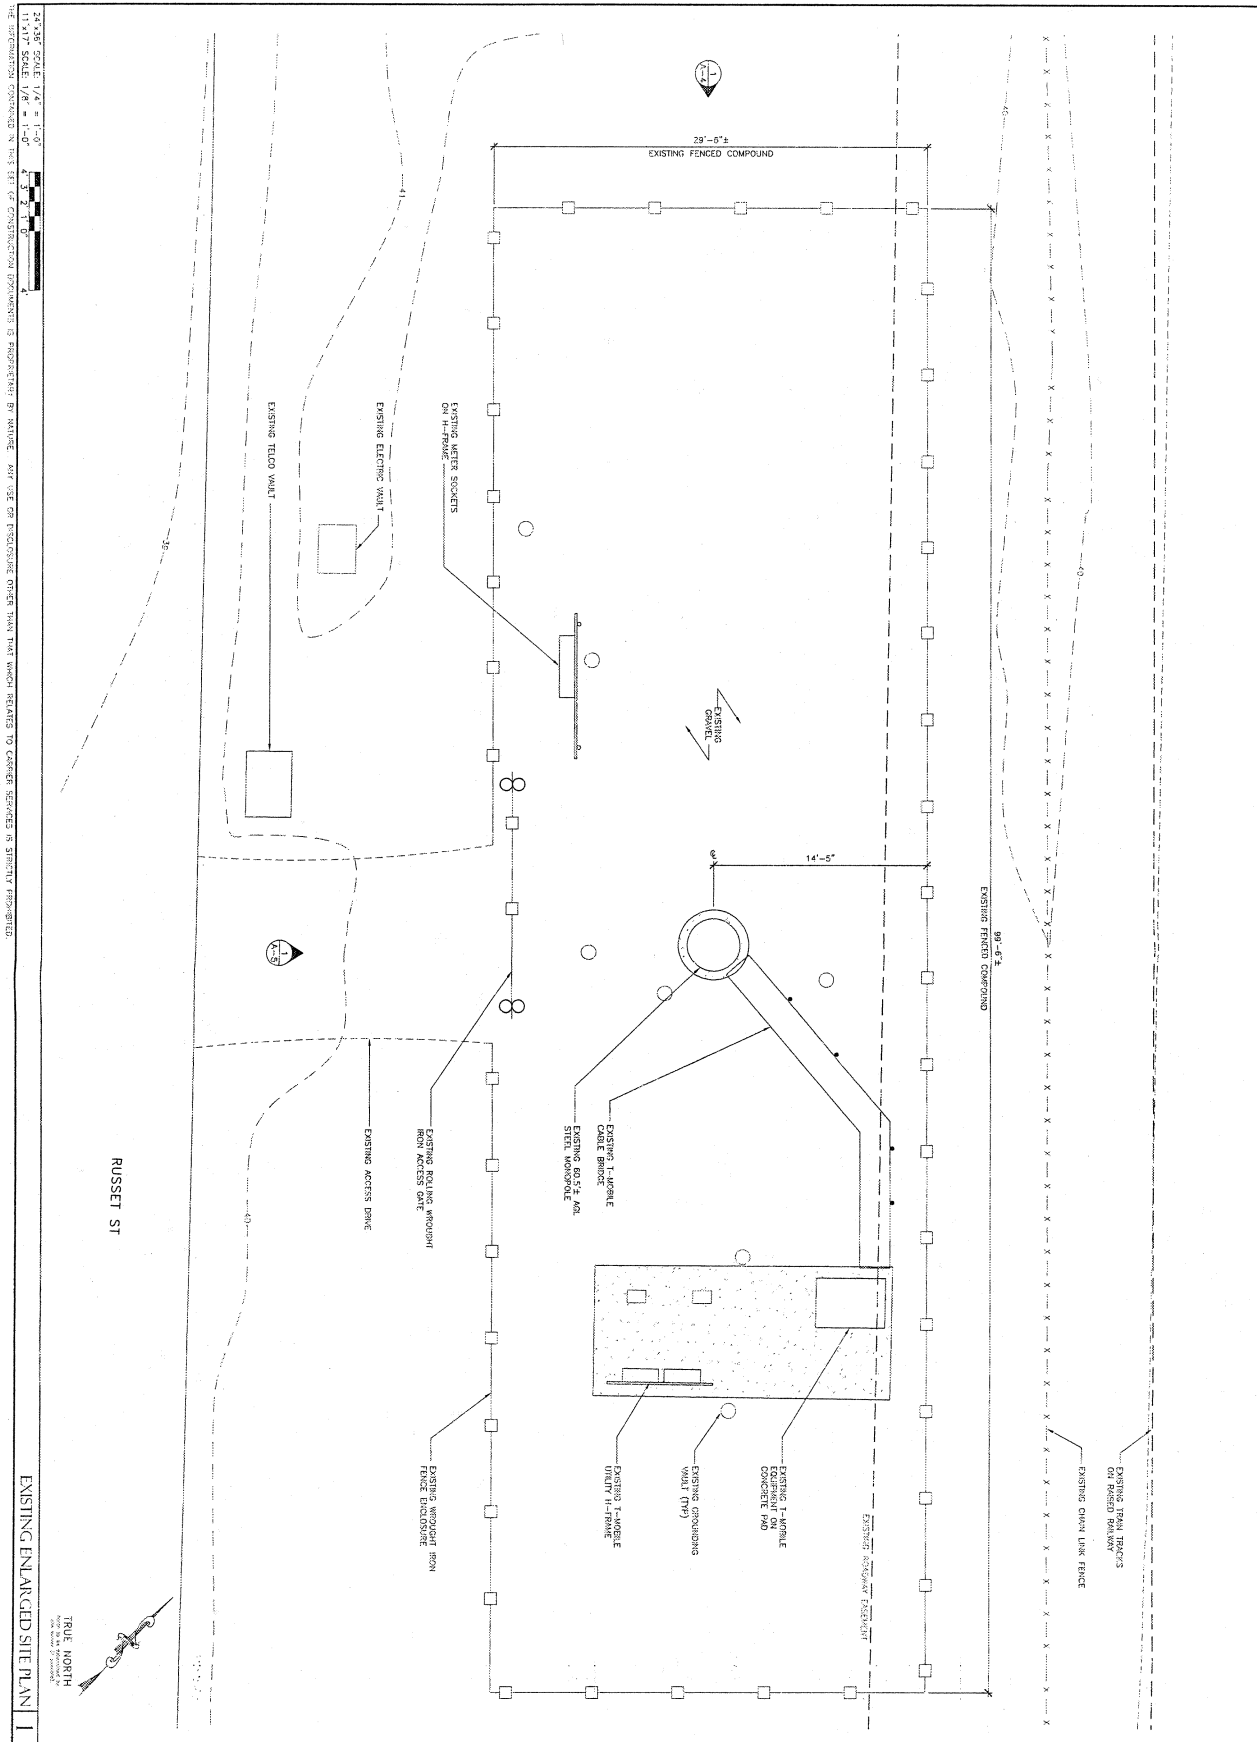 EXISTING TRAIN TRACKS
ON RAISED RAILWAY
EXISTING CHAIN LINK FENCE
40
40
99'-6"±
EXISTING FENCED COMPOUND
29'-6"±
EXISTING FENCED COMPOUND
1
A-4
14'-5"
EXISTING ROADWAY EASEMENT
EXISTING
GRAVEL
EXISTING T-MOBILE
EQUIPMENT ON
CONCRETE PAD
EXISTING GROUNDING
VAULT (TYP)
EXISTING T-MOBILE
UTILITY H-FRAME
EXISTING T-MOBILE
CABLE BRIDGE
EXISTING 60.5'± AGL
STEEL MONOPOLE
EXISTING METER SOCKETS
ON H-FRAME
EXISTING ROLLING WROUGHT
IRON ACCESS GATE
EXISTING WROUGHT IRON
FENCE ENCLOSURE
41
EXISTING ELECTRIC VAULT
EXISTING ACCESS DRIVE
EXISTING TELCO VAULT
1
A-5
40
39
RUSSET ST
TRUE NORTH
24"x36" SCALE: 1/4" = 1'-0"
11"x17" SCALE: 1/8" = 1'-0"
4' 3' 2' 1' 0" 4'
EXISTING ENLARGED SITE PLAN 1
THE INFORMATION CONTAINED IN THIS SET OF CONSTRUCTION DOCUMENTS IS PROPRIETARY BY NATURE. ANY USE OR DISCLOSURE OTHER THAN THAT WHICH RELATES TO CARRIER SERVICES IS STRICTLY PROHIBITED.